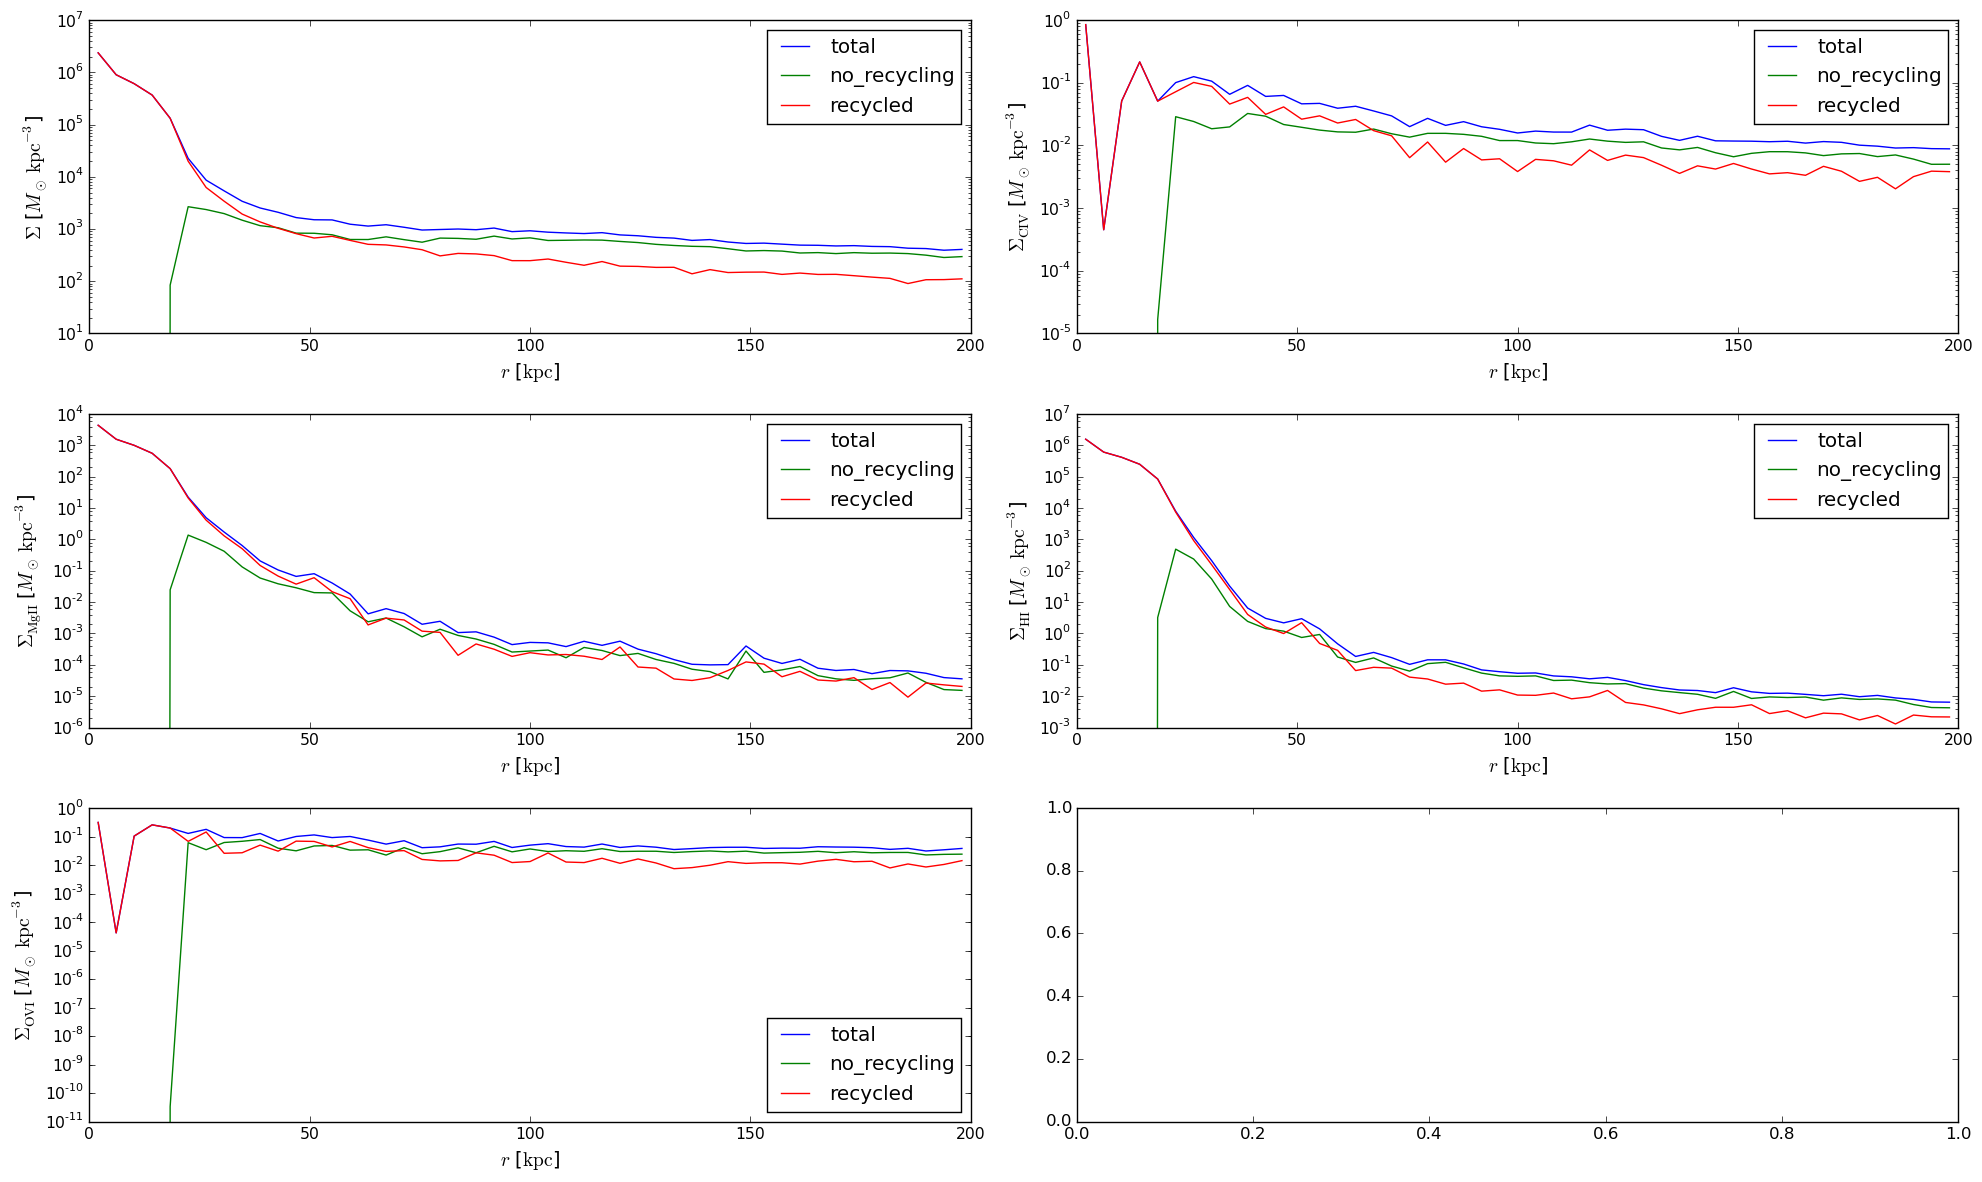 10^7
10^6
10^5
10^4
10^3
10^2
10^1
Σ [M_⊙ kpc^−3]
0 50 100 150 200
r [kpc]
total
no_recycling
recycled
10^0
10^-1
10^-2
10^-3
10^-4
10^-5
Σ_CIV [M_⊙ kpc^−3]
0 50 100 150 200
r [kpc]
total
no_recycling
recycled
10^4
10^3
10^2
10^1
10^0
10^-1
10^-2
10^-3
10^-4
10^-5
10^-6
Σ_MgII [M_⊙ kpc^−3]
0 50 100 150 200
r [kpc]
total
no_recycling
recycled
10^7
10^6
10^5
10^4
10^3
10^2
10^1
10^0
10^-1
10^-2
10^-3
Σ_HI [M_⊙ kpc^−3]
0 50 100 150 200
r [kpc]
total
no_recycling
recycled
10^0
10^-1
10^-2
10^-3
10^-4
10^-5
10^-6
10^-7
10^-8
10^-9
10^-10
10^-11
Σ_OVI [M_⊙ kpc^−3]
0 50 100 150 200
r [kpc]
total
no_recycling
recycled
1.0
0.8
0.6
0.4
0.2
0.0
0.0 0.2 0.4 0.6 0.8 1.0